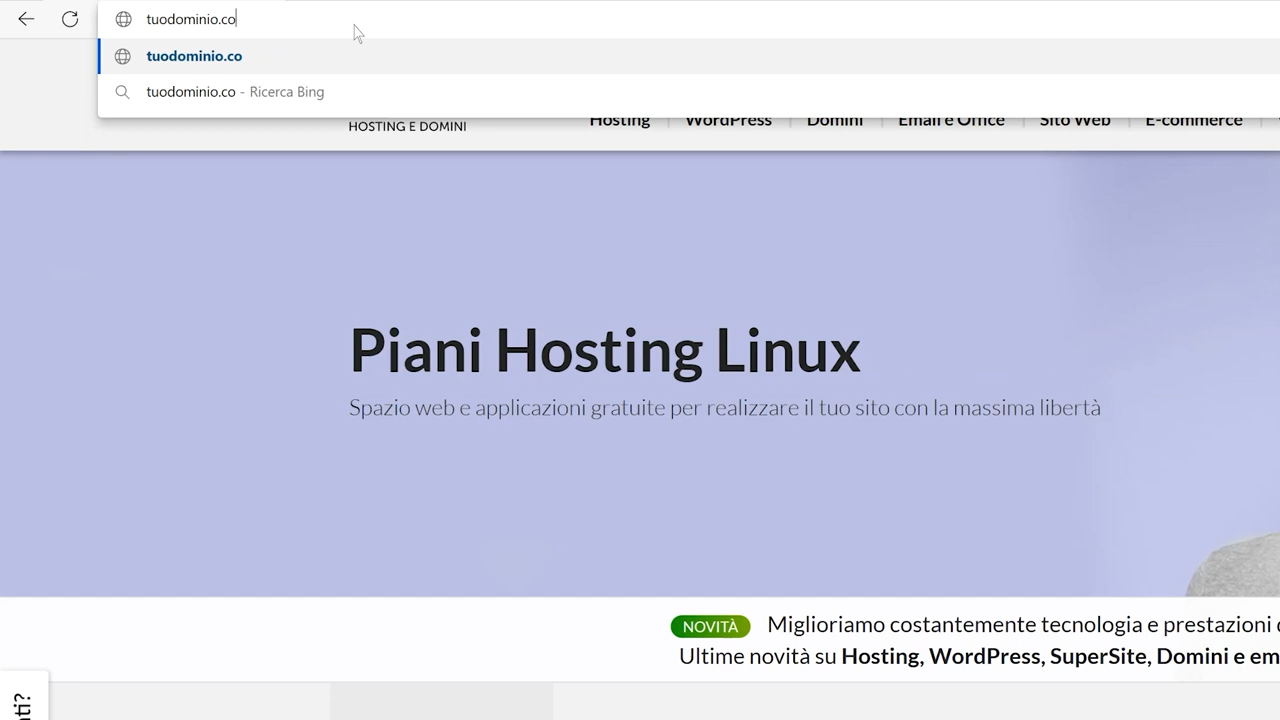 tuodominio.co
tuodominio.co
tuodominio.co - Ricerca Bing
HOSTING E DOMINI
Hosting WordPress Domini Email e Office Sito Web E-commerce
Piani Hosting Linux
Spazio web e applicazioni gratuite per realizzare il tuo sito con la massima libertà
NOVITÀ Miglioriamo costantemente tecnologia e prestazioni
Ultime novità su Hosting, WordPress, SuperSite, Domini e em
ti?